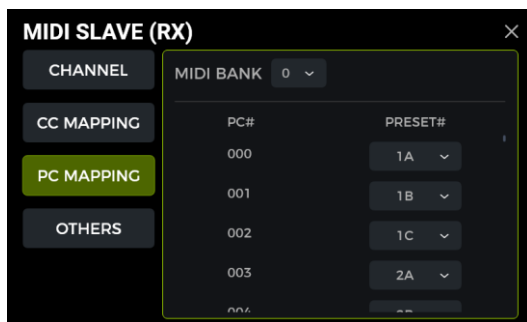 MIDI SLAVE (RX)
CHANNEL
CC MAPPING
PC MAPPING
OTHERS
MIDI BANK 0
PC# PRESET#
000 1A
001 1B
002 1C
003 2A